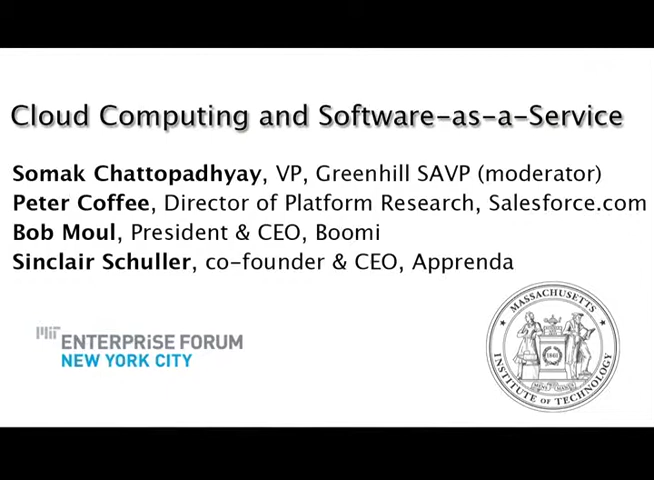 Cloud Computing and Software-as-a-Service
Somak Chattopadhyay, VP, Greenhill SAVP (moderator)
Peter Coffee, Director of Platform Research, Salesforce.com
Bob Moul, President & CEO, Boomi
Sinclair Schuller, co-founder & CEO, Apprenda
MIT ENTERPRISE FORUM
NEW YORK CITY
MASSACHUSETTS
INSTITUTE OF TECHNOLOGY
1861